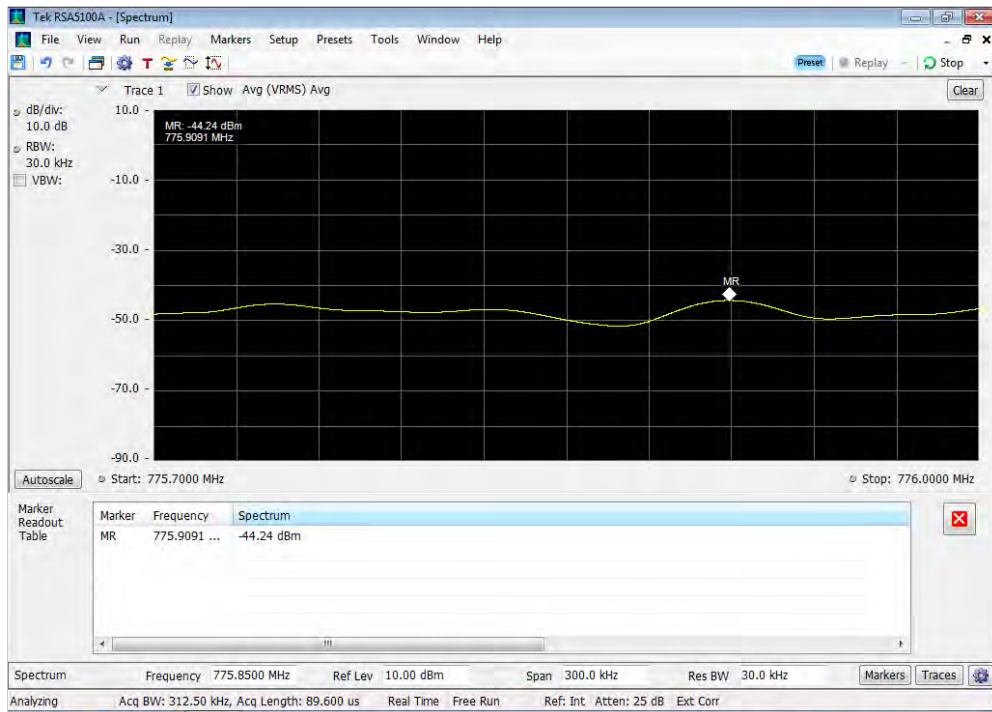 Tek RSA5100A - [Spectrum]
File View Run Replay Markers Setup Presets Tools Window Help
T Preset Replay Stop
Trace 1 Show Avg (VRMS) Avg Clear
dB/div:
10.0 dB
RBW:
30.0 kHz
VBW:
10.0
MR: -44.24 dBm
775.9091 MHz
-10.0
-30.0
MR
-50.0
-70.0
-90.0
Autoscale Start: 775.7000 MHz Stop: 776.0000 MHz
Marker
Readout
Table
Marker Frequency Spectrum
MR 775.9091 ... -44.24 dBm
Spectrum Frequency 775.8500 MHz Ref Lev 10.00 dBm Span 300.0 kHz Res BW 30.0 kHz Markers Traces
Analyzing Acq BW: 312.50 kHz, Acq Length: 89.600 us Real Time Free Run Ref: Int Atten: 25 dB Ext Corr